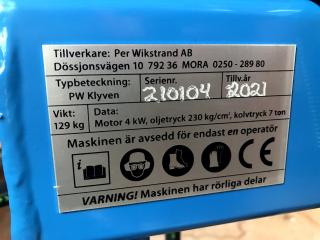 Tillverkare: Per Wikstrand AB
Dössjonsvägen 10 792 36 MORA 0250 - 289 80
Typbeteckning: Serienr. Tillv.år
PW Klyven 210104 2021
Vikt: Data:
129 kg Motor 4 kW, oljetryck 230 kg/cm², kolvtryck 7 ton
Maskinen är avsedd för endast en operatör
i CE
VARNING! Maskinen har rörliga delar